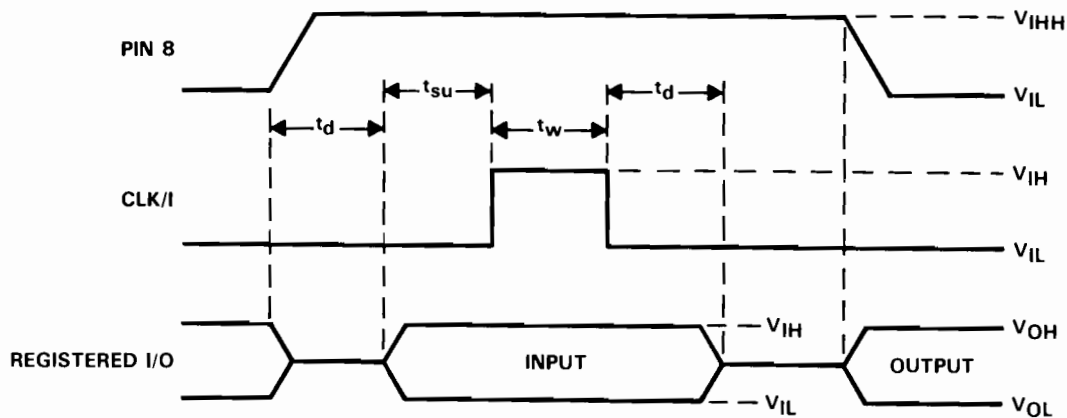 PIN 8
V_IHH
V_IL
t_su
t_d
t_d
t_w
CLK/I
V_IH
V_IL
REGISTERED I/O
INPUT
V_IH
V_IL
OUTPUT
V_OH
V_OL